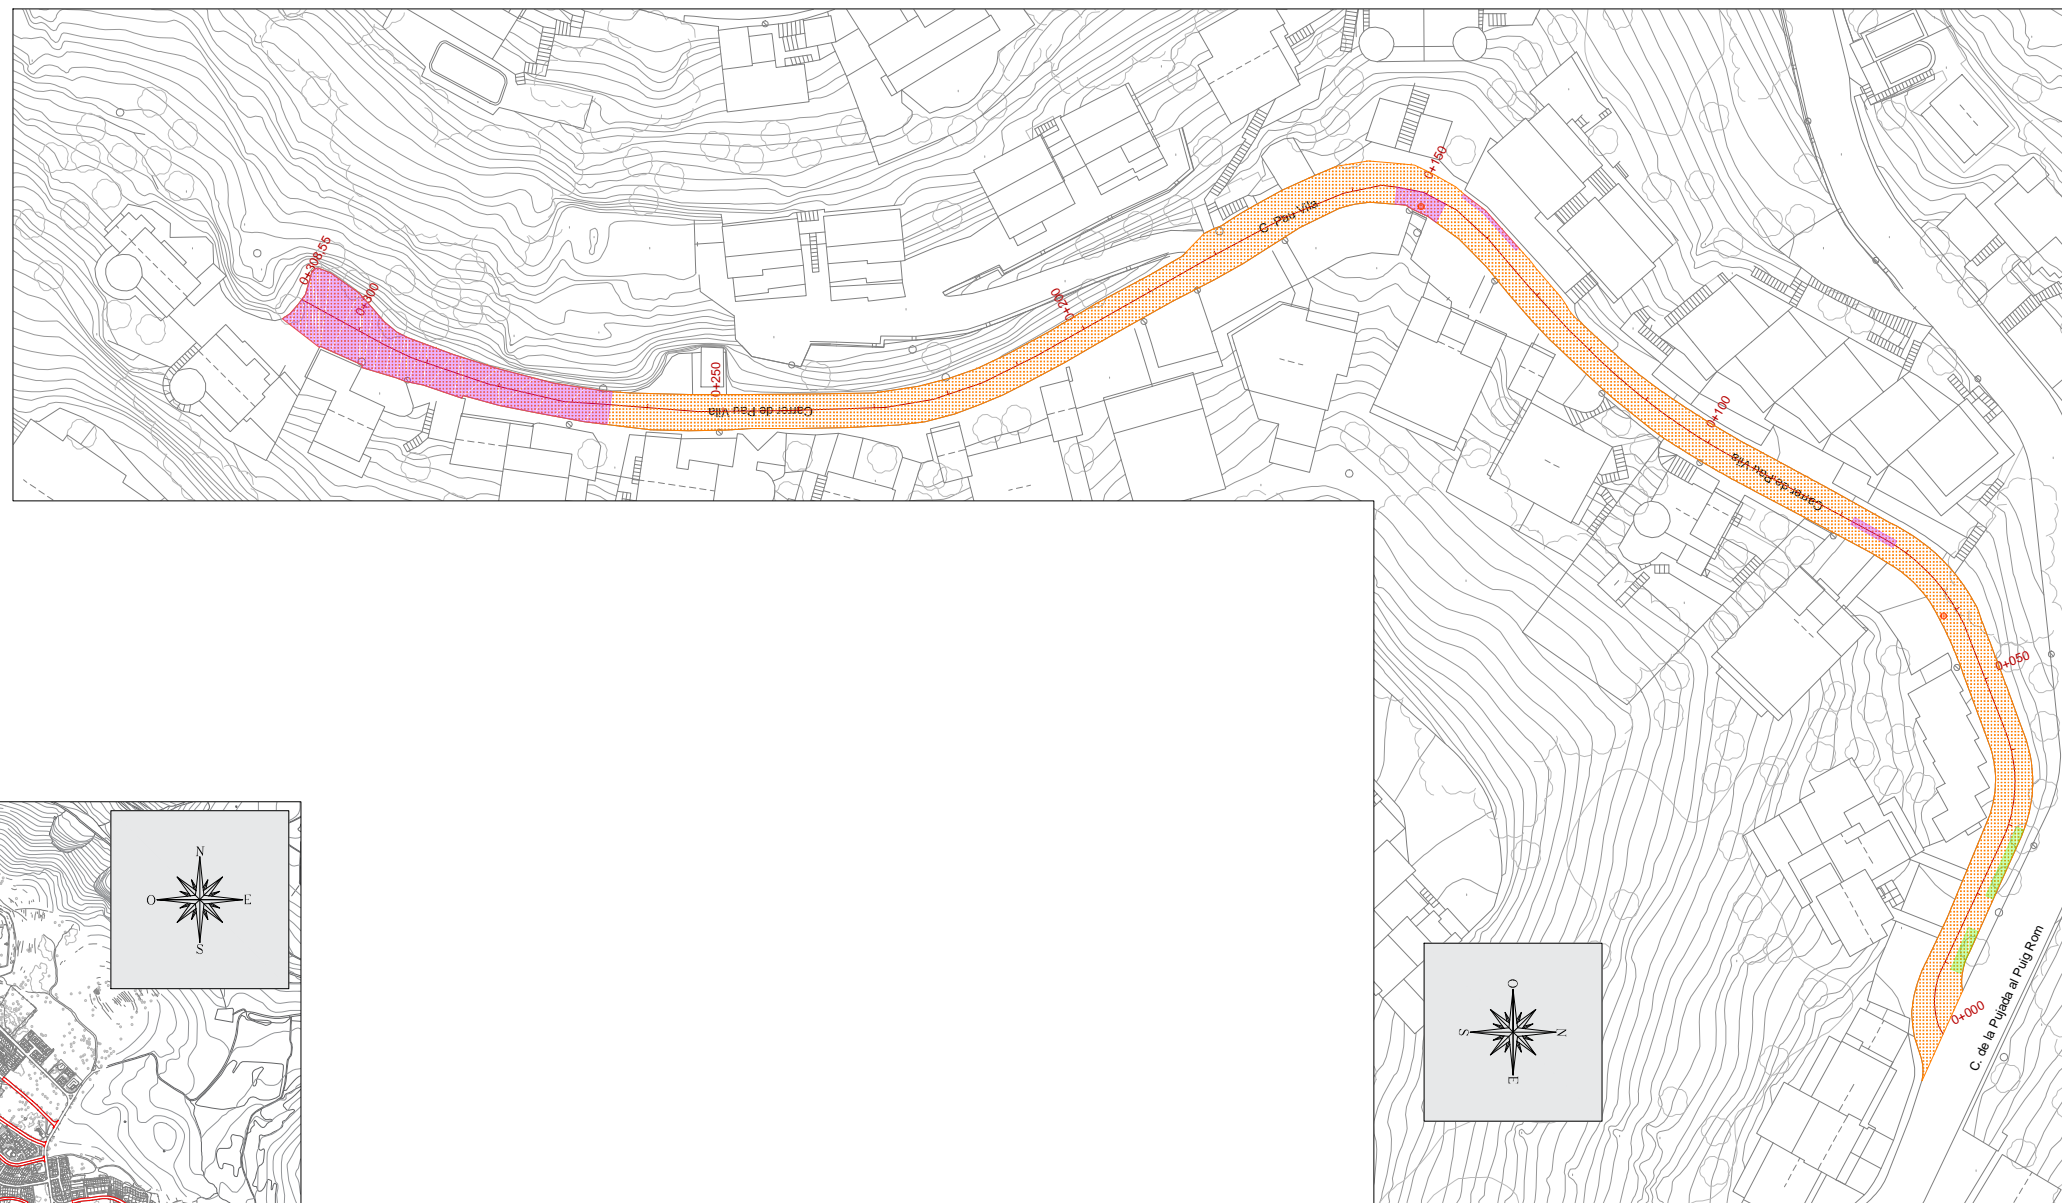 0+150
C. Pau Vila
0+308.55
0+300
0+200
0+250
Carrer de Pau Vila
0+100
Carrer de Pau Vila
0+050
N
O
E
S
C. de la Pujada al Puig Rom
0+000
O
S
N
E